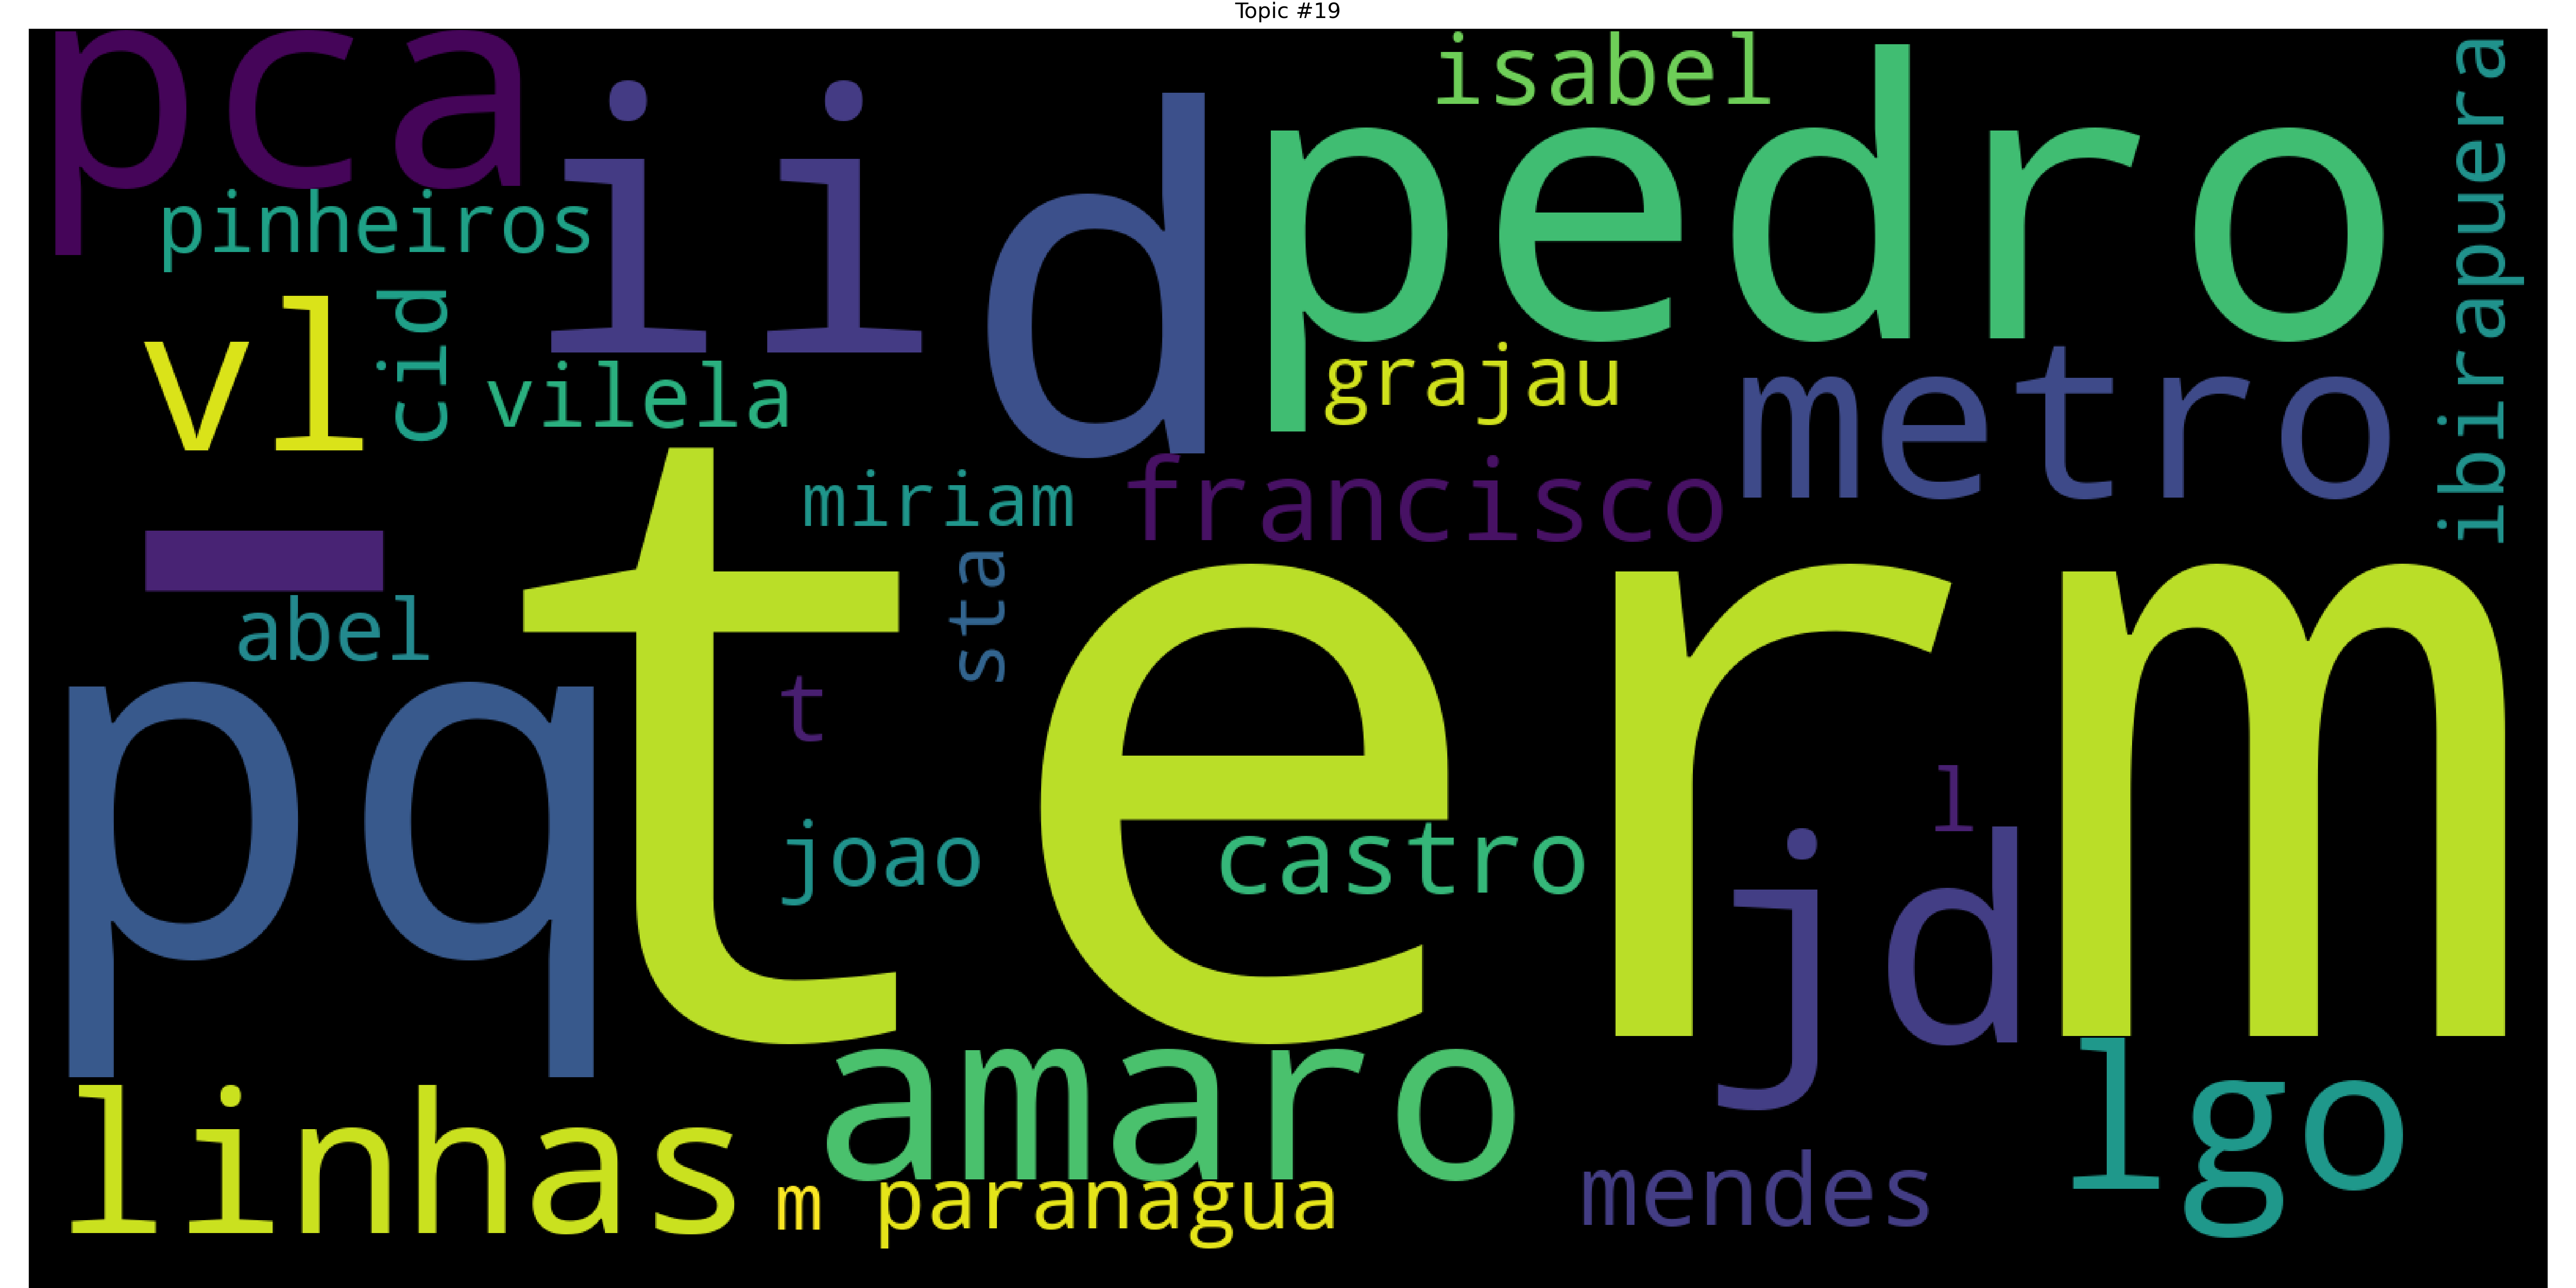 Topic #19
pca
ii
d
pedro
isabel
ibirapuera
pinheiros
vl
cid
vilela
grajau
metro
miriam
francisco
_
abel
sta
term
pq
t
joao
castro
l
jd
linhas
amaro
lgo
m
paranagua
mendes